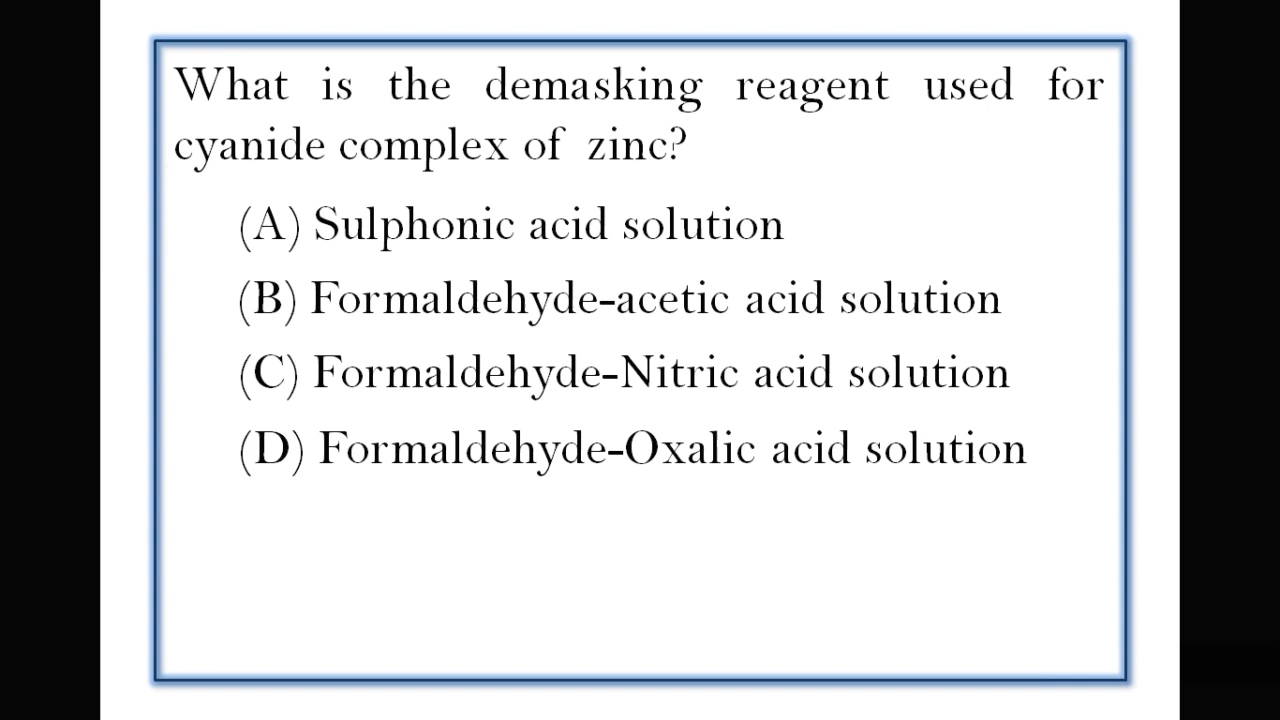 What is the demasking reagent used for
cyanide complex of zinc?
(A) Sulphonic acid solution
(B) Formaldehyde-acetic acid solution
(C) Formaldehyde-Nitric acid solution
(D) Formaldehyde-Oxalic acid solution